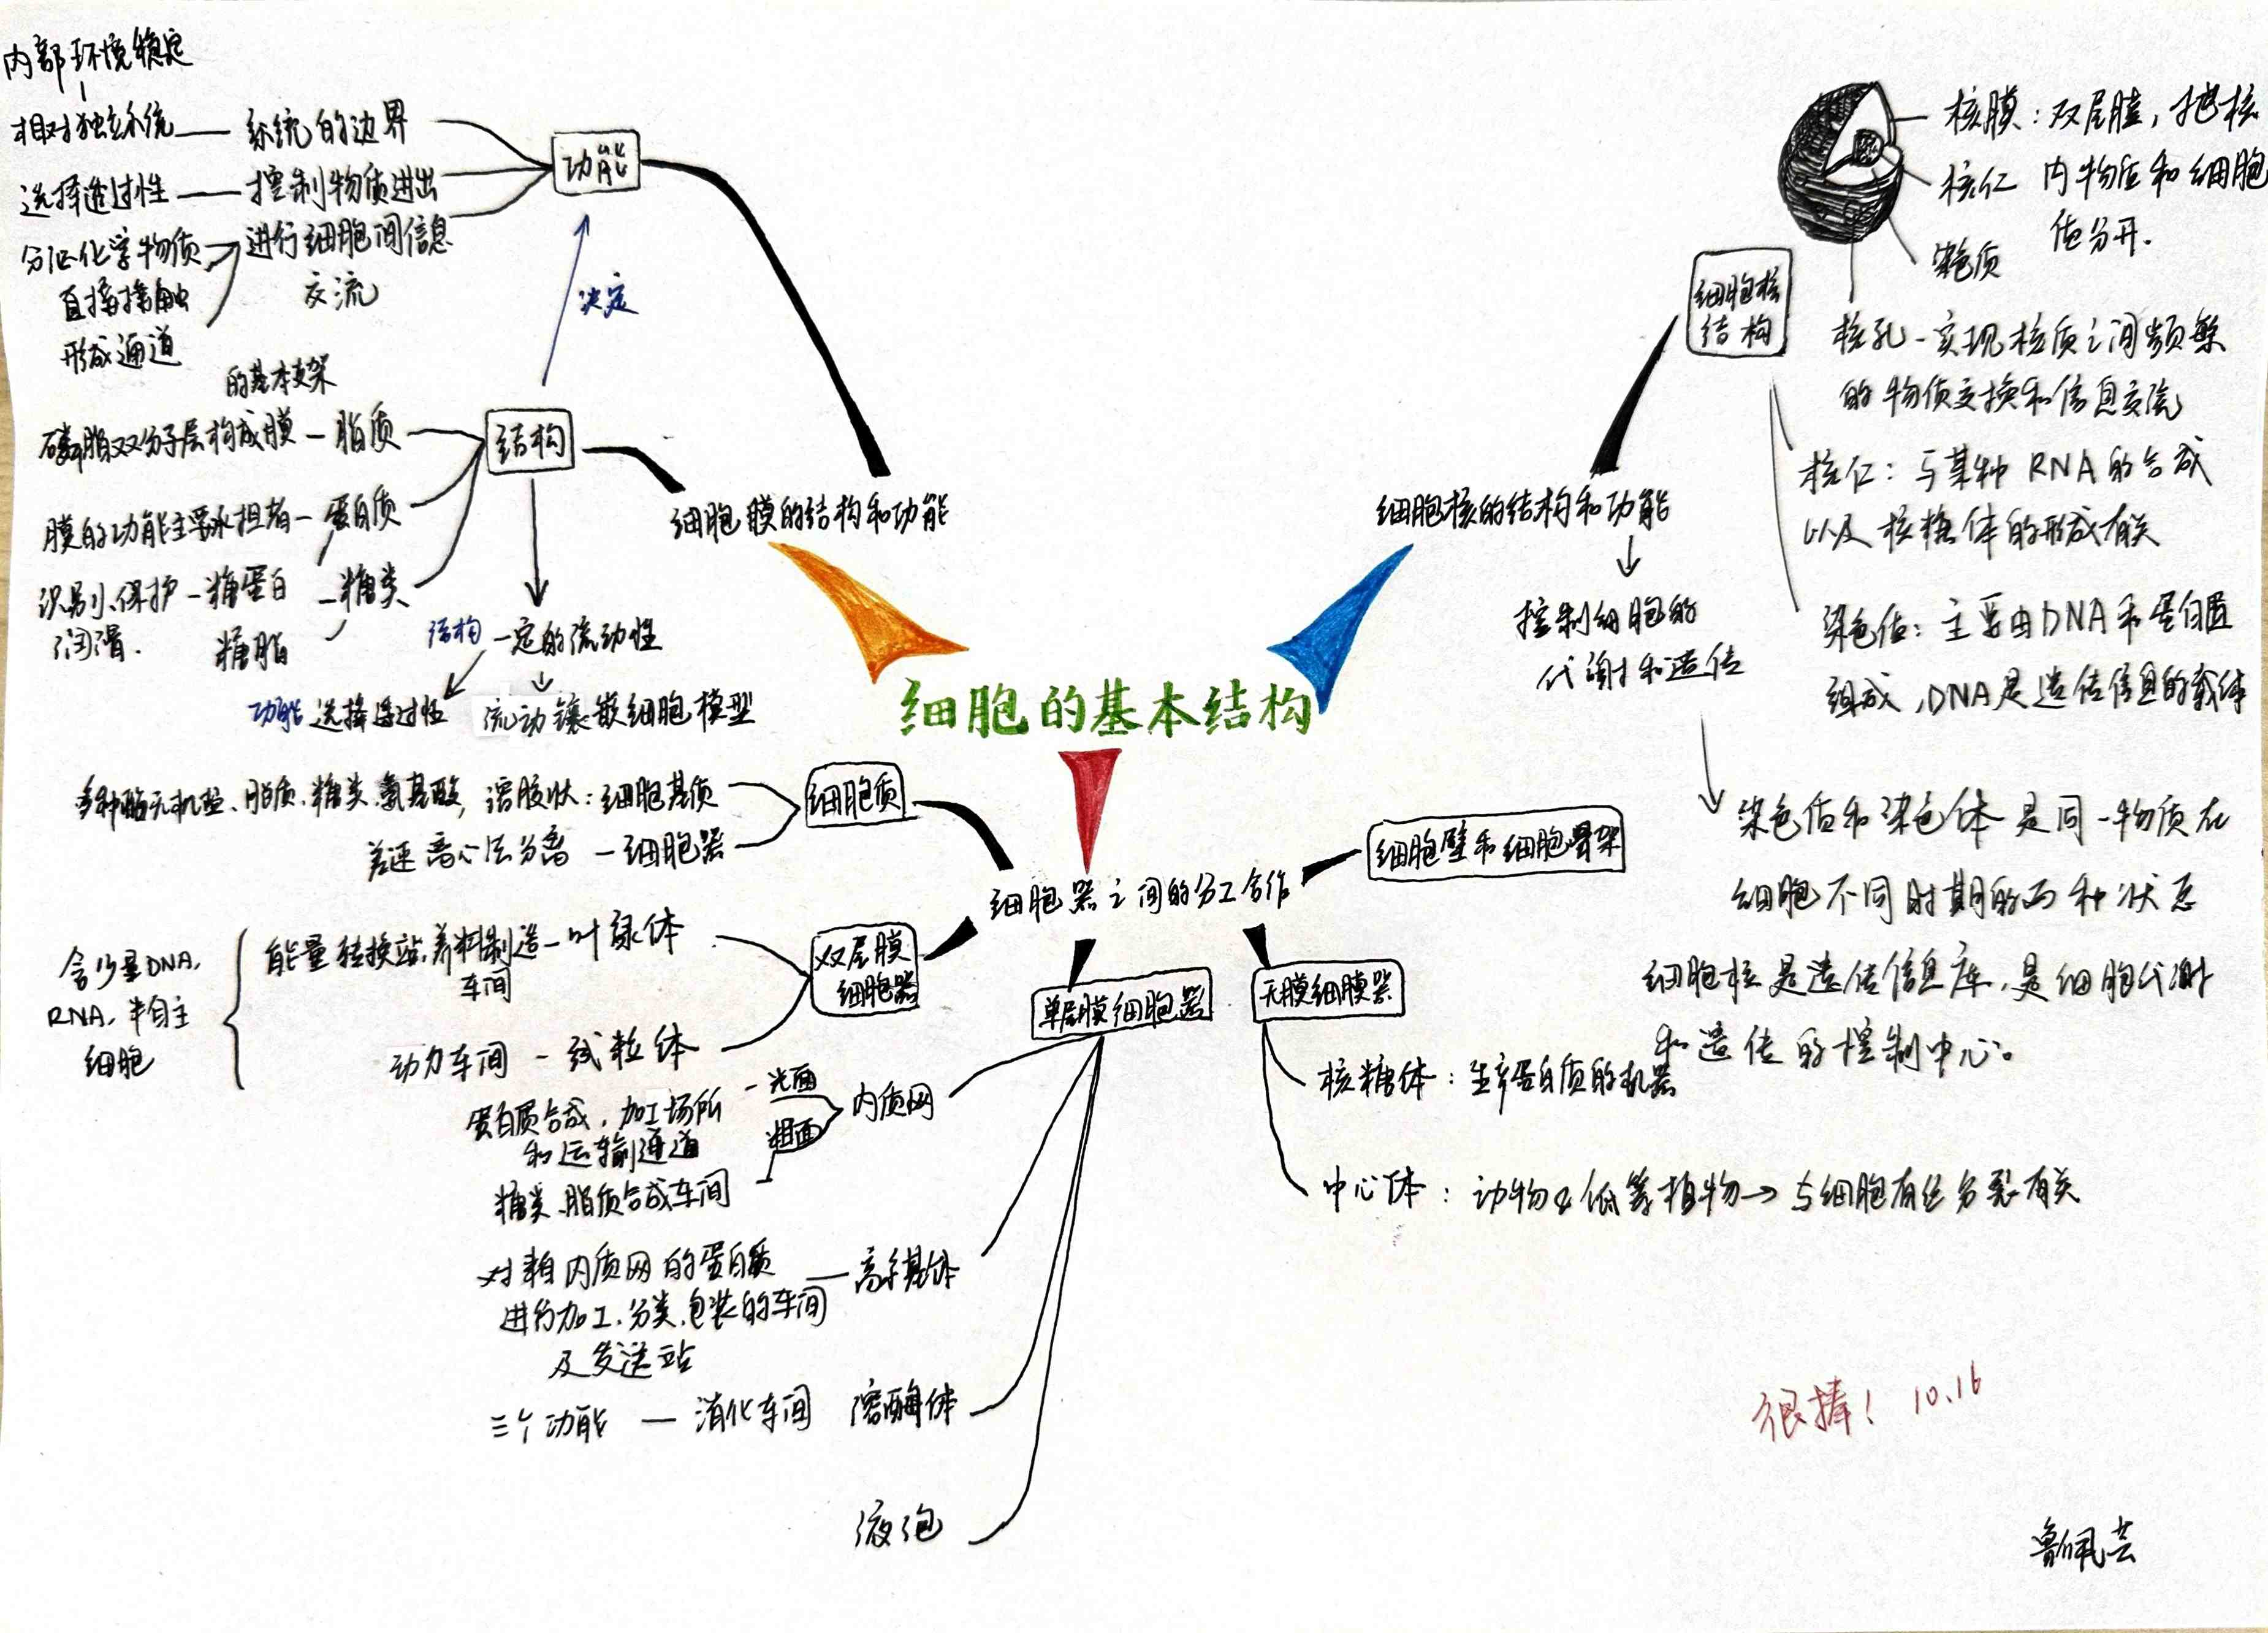 内部环境稳定
相对独立系统
系统的边界
选择透过性
控制物质进出
分泌化学物质
直接接触
形成通道
进行细胞间信息
交流
功能
决定
的基本支架
磷脂双分子层构成膜
脂质
膜的功能主要承担者
蛋白质
识别、保护
润滑.
糖蛋白
糖脂
糖类
结构
结构 一定的流动性
功能 选择透过性
流动镶嵌细胞模型
细胞膜的结构和功能
细胞的基本结构
细胞核的结构和功能
控制细胞的
代谢和遗传
细胞核
结构
核膜：双层膜，把核
内物质和细胞
质分开.
核仁
染色质
核孔－实现核质之间频繁
的物质交换和信息交流
核仁：与某种RNA的合成
以及核糖体的形成有关
染色质：主要由DNA和蛋白质
组成，DNA是遗传信息的载体
染色质和染色体是同一物质在
细胞不同时期的两种状态
细胞核是遗传信息库，是细胞代谢
和遗传的控制中心。
多种酶无机盐、脂质、糖类、氨基酸，溶胶状：细胞基质
差速离心法分离 － 细胞器
细胞质
细胞器之间的分工合作
细胞壁和细胞骨架
双层膜
细胞器
能量转换站，养料制造
车间
叶绿体
动力车间 － 线粒体
含少量DNA，
RNA，半自主
细胞
单层膜细胞器
内质网
光面
粗面
蛋白质合成，加工场所
和运输通道
糖类、脂质合成车间
对来自内质网的蛋白质
进行加工、分类、包装的车间
及发送站
高尔基体
三个功能 － 消化车间 溶酶体
液泡
无膜细膜器
核糖体：生产蛋白质的机器
中心体：动物&低等植物→与细胞有丝分裂有关
很棒！ 10.16
鲁佩芸